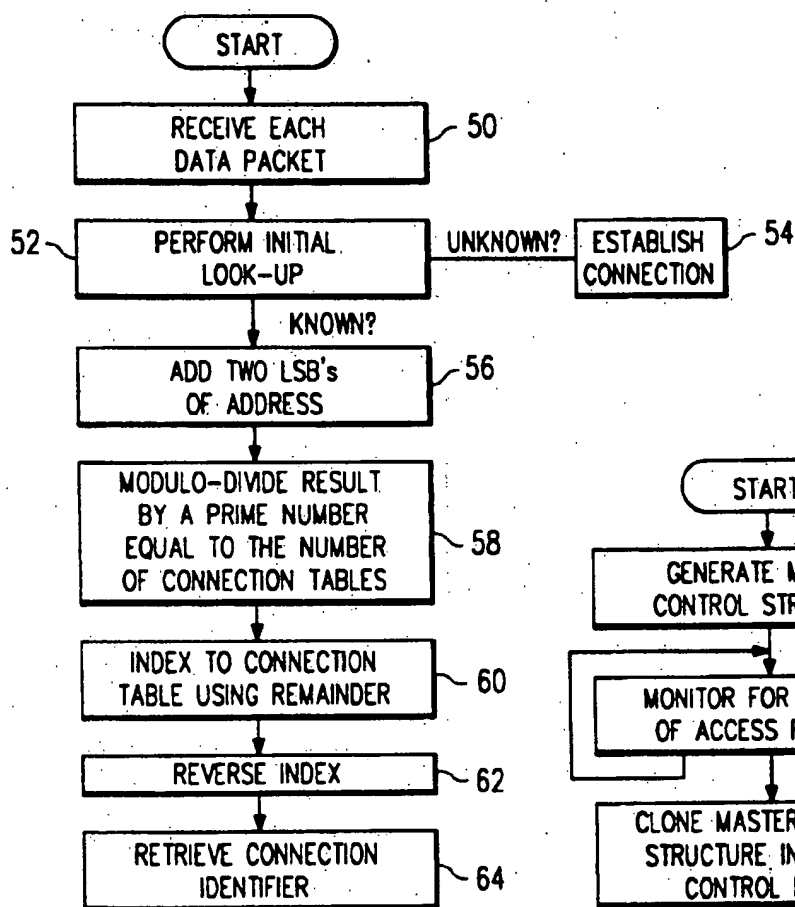 START
RECEIVE EACH
DATA PACKET
50
52
PERFORM INITIAL
LOOK-UP
UNKNOWN?
ESTABLISH
CONNECTION
54
KNOWN?
ADD TWO LSB's
OF ADDRESS
56
MODULO-DIVIDE RESULT
BY A PRIME NUMBER
EQUAL TO THE NUMBER
OF CONNECTION TABLES
58
INDEX TO CONNECTION
TABLE USING REMAINDER
60
REVERSE INDEX
62
RETRIEVE CONNECTION
IDENTIFIER
64
START
GENERATE
CONTROL
MONITOR FOR
OF ACCESS
CLONE MASTER
STRUCTURE
CONTROL